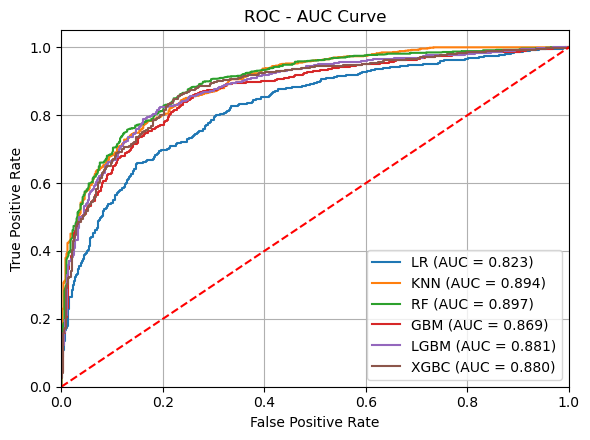 ROC - AUC Curve
True Positive Rate
1.0
0.8
0.6
0.4
0.2
0.0
LR (AUC = 0.823)
KNN (AUC = 0.894)
RF (AUC = 0.897)
GBM (AUC = 0.869)
LGBM (AUC = 0.881)
XGBC (AUC = 0.880)
0.0 0.2 0.4 0.6 0.8 1.0
False Positive Rate